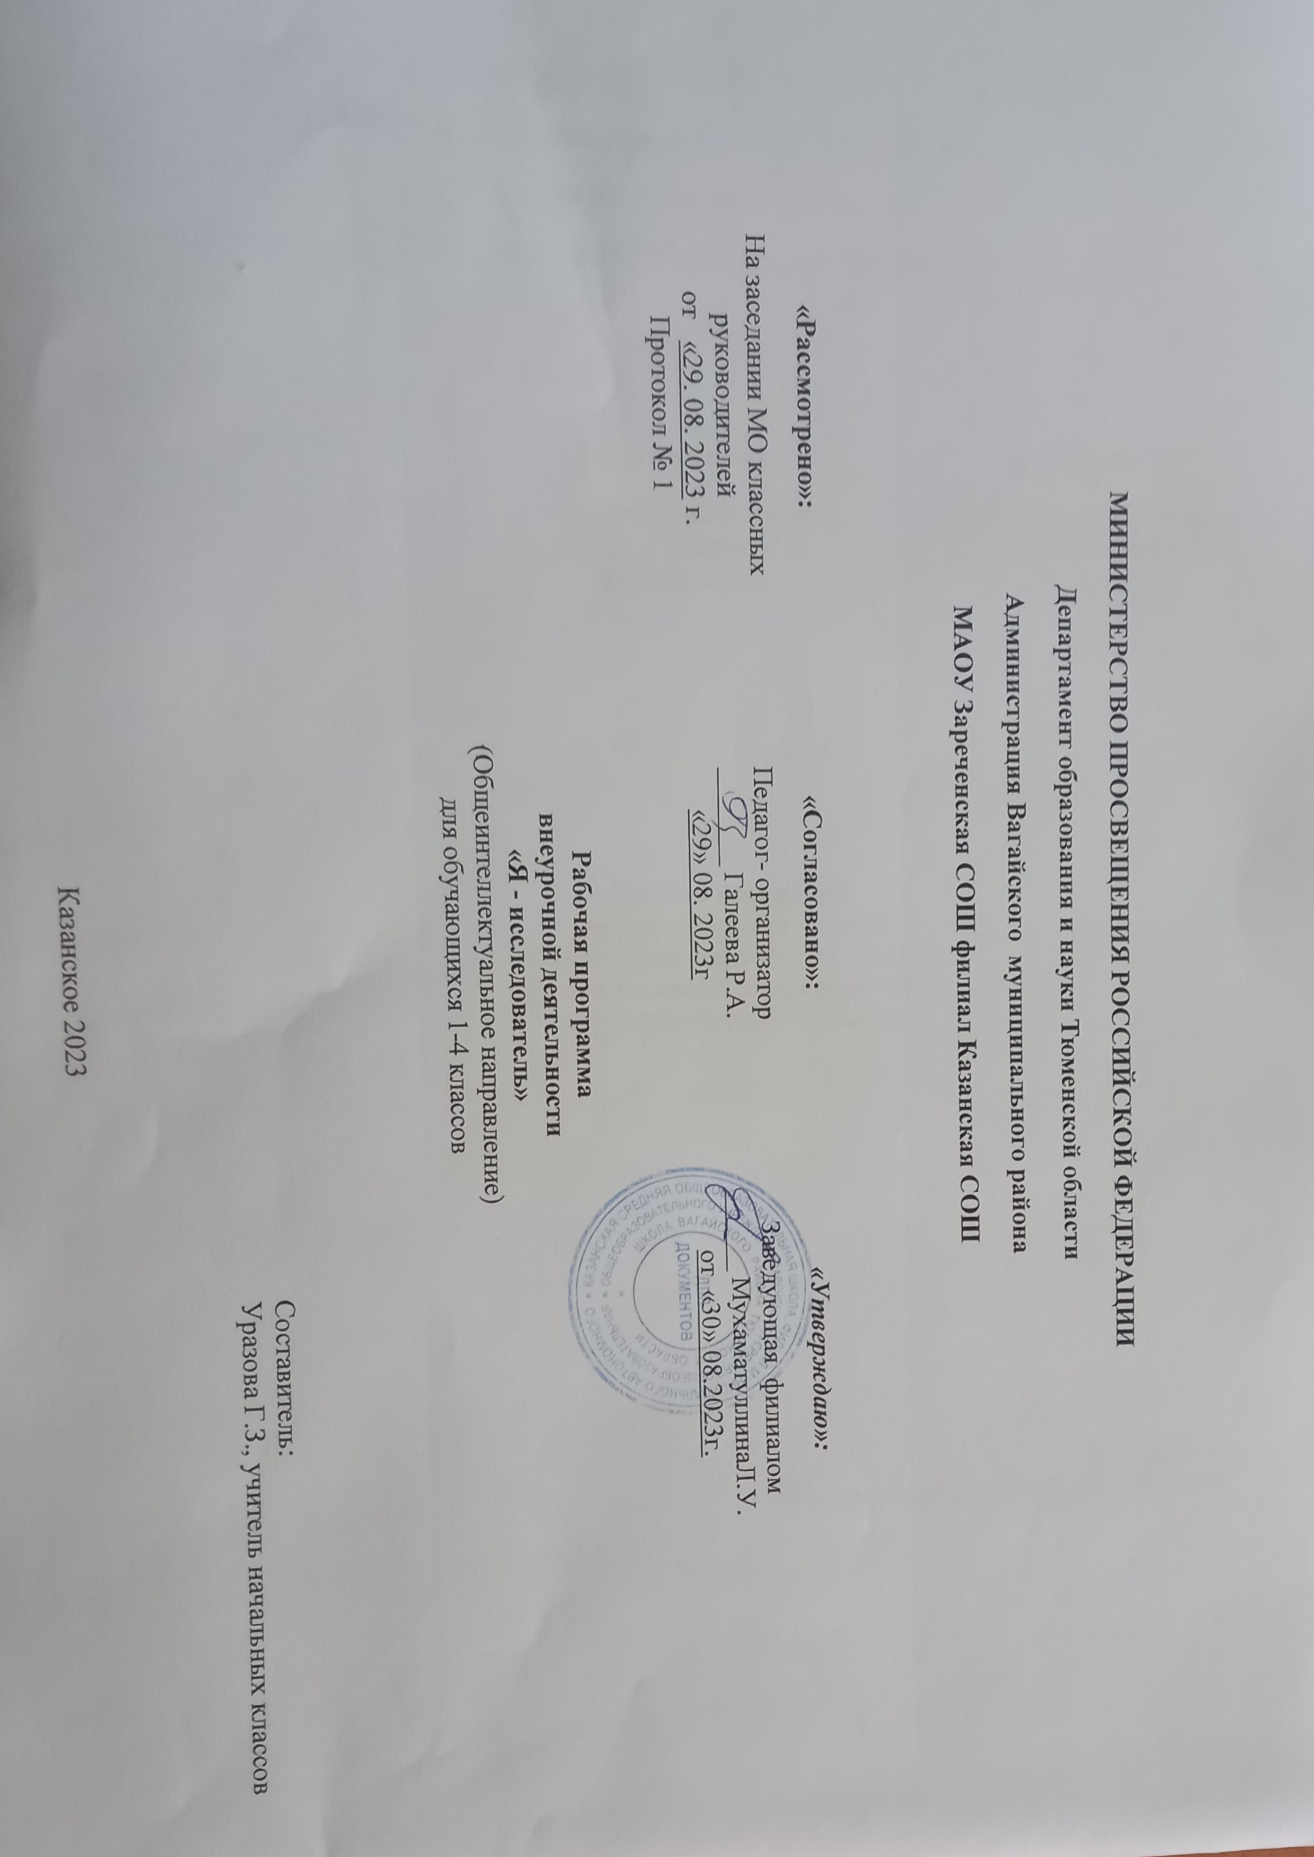 МИНИСТЕРСТВО ПРОСВЕЩЕНИЯ РОССИЙСКОЙ ФЕДЕРАЦИИ
Департамент образования и науки Тюменской области
Администрация Вагайского муниципального района
МАОУ Зареченская СОШ филиал Казанская СОШ
«Рассмотрено»:
На заседании МО классных
руководителей
от «29. 08. 2023 г.
Протокол № 1
«Согласовано»:
Педагог- организатор
Галеева Р.А.
«29» 08. 2023г
«Утверждаю»:
Заведующая филиалом
МухаматуллинаЛ.У.
от «30» 08.2023г.
ДОКУМЕНТОВ
Рабочая программа
внеурочной деятельности
«Я - исследователь»
(Общеинтеллектуальное направление)
для обучающихся 1-4 классов
Составитель:
Уразова Г.З., учитель начальных классов
Казанское 2023